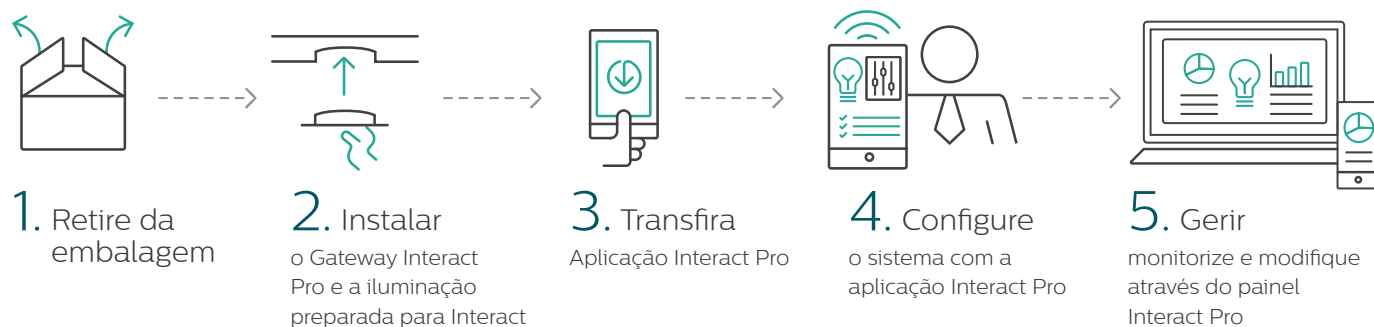 1. Retire da
embalagem
2. Instalar
o Gateway Interact
Pro e a iluminação
preparada para Interact
3. Transfira
Aplicação Interact Pro
4. Configure
o sistema com a
aplicação Interact Pro
5. Gerir
monitorize e modifique
através do painel
Interact Pro